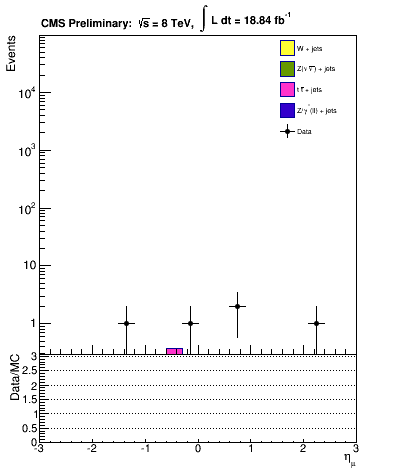 CMS Preliminary: √s = 8 TeV, ∫ L dt = 18.84 fb⁻¹
Events
W + jets
Z(ν ν̄) + jets
t t̄ + jets
Z/γ*(ll) + jets
Data
10⁴
10³
10²
10
1
Data/MC
3
2.5
2
1.5
1
0.5
0
-3 -2 -1 0 1 2 3
η_μ